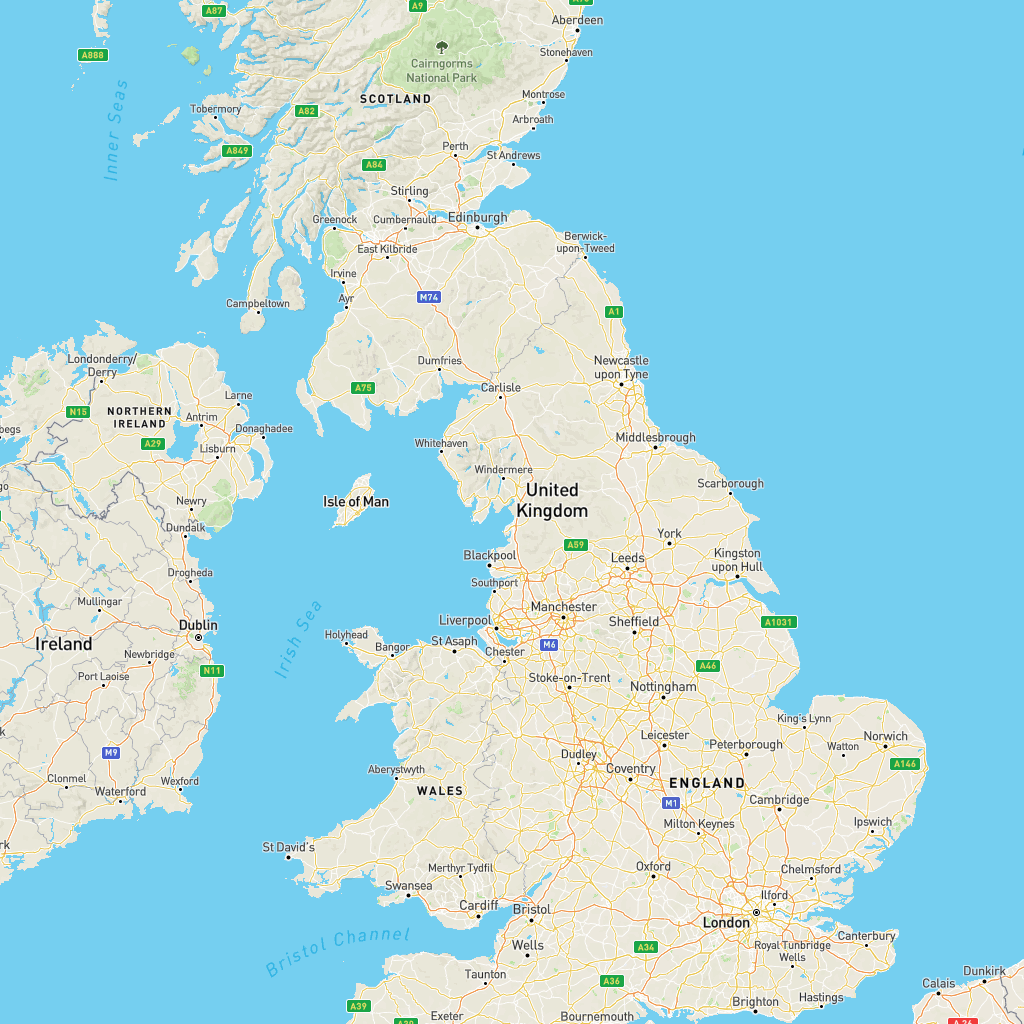 A87
A9
Aberdeen
A888
Stonehaven
Cairngorms
National Park
Inner Seas
SCOTLAND
Montrose
Tobermory
A82
Arbroath
A849
Perth
St Andrews
A84
Stirling
Greenock
Cumbernauld
Edinburgh
Berwick-
upon-Tweed
East Kilbride
Irvine
Ayr
M74
Campbeltown
A1
Londonderry/
Derry
Dumfries
Newcastle
upon Tyne
Carlisle
A75
Larne
N15
NORTHERN
IRELAND
Antrim
Donaghadee
A29
Lisburn
Whitehaven
Middlesbrough
Windermere
Scarborough
United
Kingdom
Newry
Isle of Man
Dundalk
York
A59
Blackpool
Leeds
Kingston
upon Hull
Drogheda
Southport
Mullingar
Manchester
Irish Sea
Dublin
Liverpool
Sheffield
A1031
Ireland
Holyhead
Bangor
St Asaph
M6
Chester
Newbridge
N11
A46
Port Laoise
Stoke-on-Trent
Nottingham
King's Lynn
Leicester
Peterborough
Norwich
Watton
M9
Dudley
A146
Clonmel
Wexford
Aberystwyth
Coventry
ENGLAND
Waterford
WALES
M1
Cambridge
Milton Keynes
Ipswich
St David's
Merthyr Tydfil
Oxford
Chelmsford
Swansea
Ilford
Cardiff
Bristol
London
Bristol Channel
Canterbury
Wells
A34
Royal Tunbridge
Wells
Taunton
A36
Calais
Dunkirk
A39
Exeter
Bournemouth
Brighton
Hastings